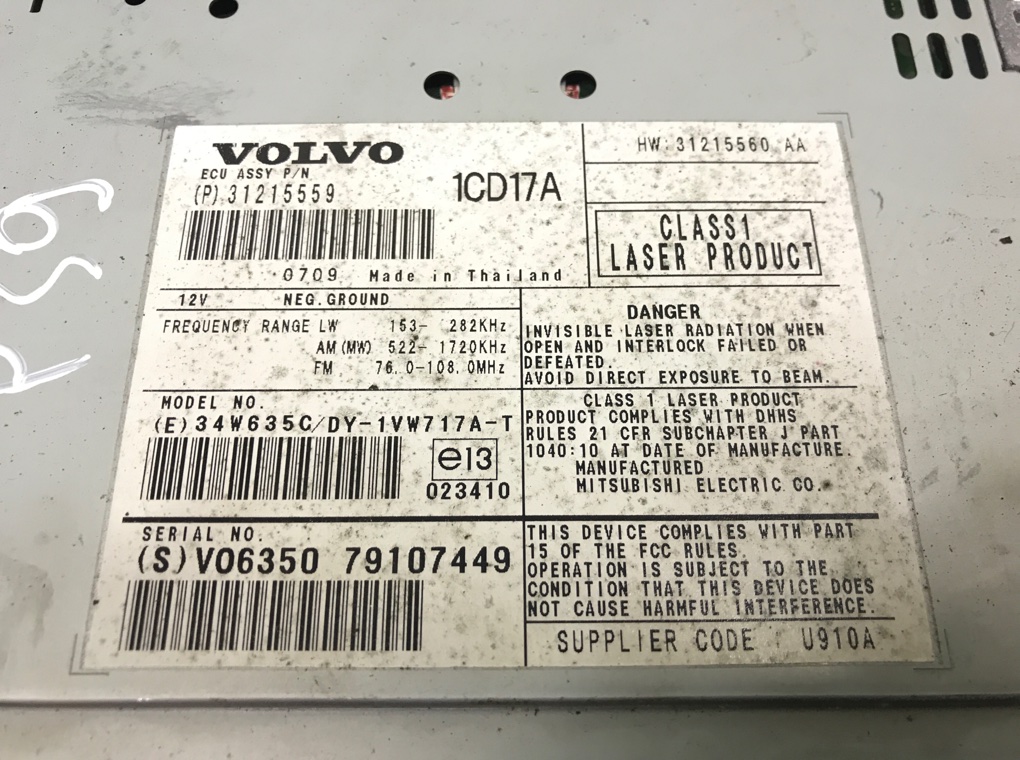 VOLVO
ECU ASSY P/N
(P) 31215559
1CD17A
0709 Made in Thailand
HW: 31215560 AA
CLASS1
LASER PRODUCT
12V NEG.GROUND
FREQUENCY RANGE LW 153- 282KHz
AM (MW) 522- 1720KHz
FM 76.0-108.0MHz
DANGER
INVISIBLE LASER RADIATION WHEN
OPEN AND INTERLOCK FAILED OR
DEFEATED.
AVOID DIRECT EXPOSURE TO BEAM.
MODEL NO.
(E) 34W635C/DY-1VW717A-T
e13
023410
CLASS 1 LASER PRODUCT
PRODUCT COMPLIES WITH DHHS
RULES 21 CFR SUBCHAPTER J PART
1040:10 AT DATE OF MANUFACTURE.
MANUFACTURED
MITSUBISHI ELECTRIC CO.
SERIAL NO.
(S) V06350 79107449
THIS DEVICE COMPLIES WITH PART
15 OF THE FCC RULES.
OPERATION IS SUBJECT TO THE
CONDITION THAT THIS DEVICE DOES
NOT CAUSE HARMFUL INTERFERENCE.
SUPPLIER CODE U910A